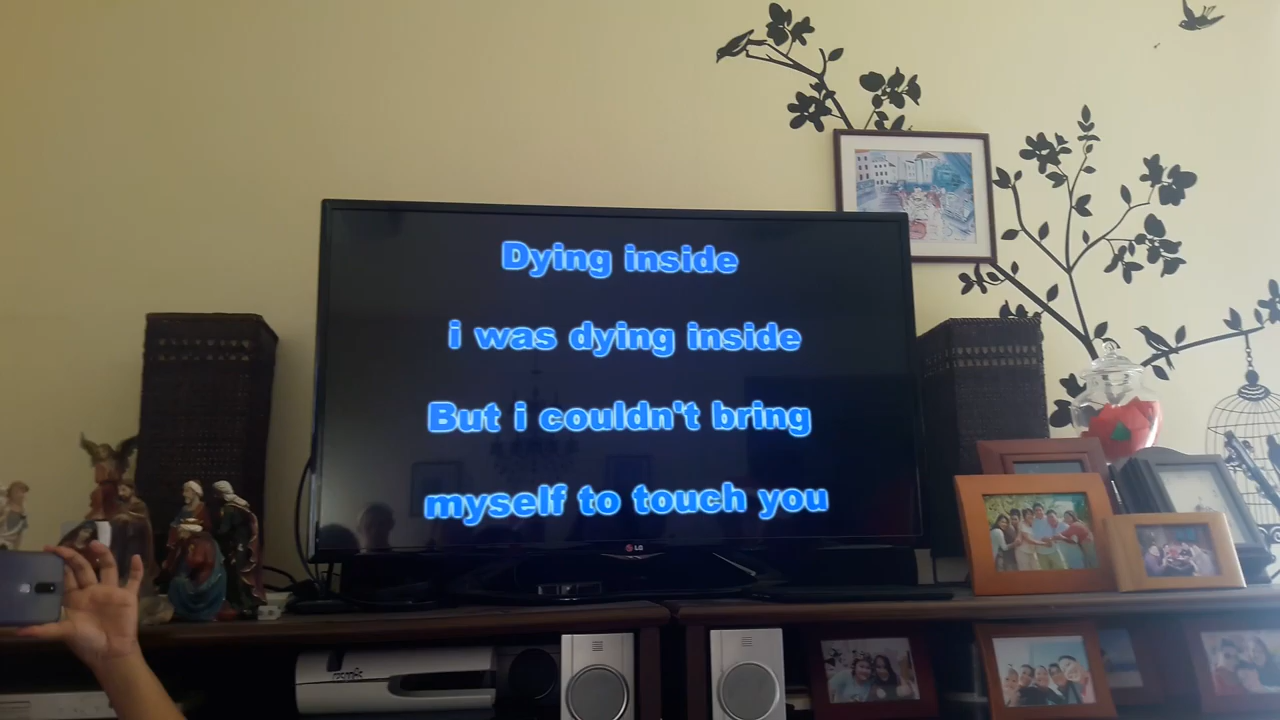 Dying inside
i was dying inside
But i couldn't bring
myself to touch you
LG